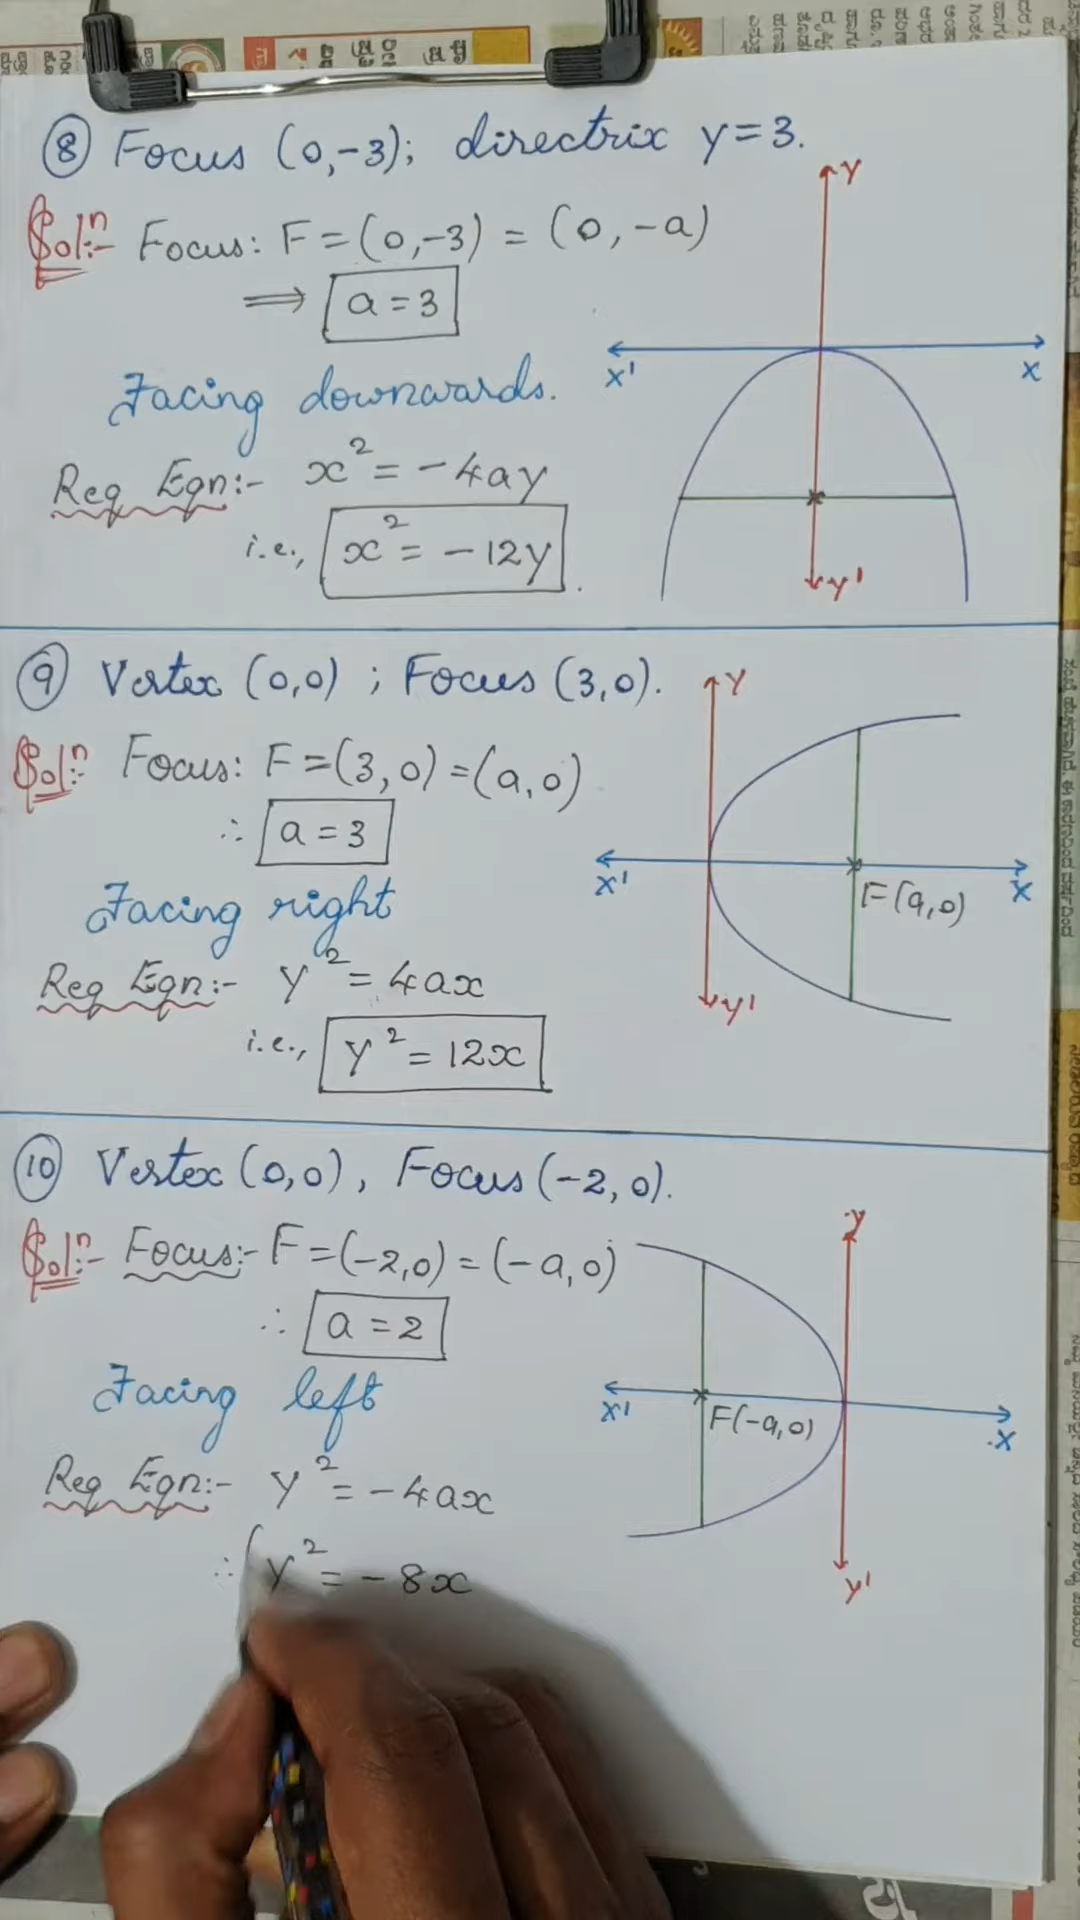 ⑧ Focus (0,-3); directrix y=3.
Solⁿ:- Focus: F = (0,-3) = (0,-a)
⟹ a = 3
Facing downwards.
Req Eqn:- x² = -4ay
i.e., x² = -12y.
Y
X'
X
Y'
⑨ Vertex (0,0) ; Focus (3,0).
Solⁿ:- Focus: F = (3,0) = (a,0)
∴ a = 3
Facing right
Req Eqn:- y² = 4ax
i.e., y² = 12x
Y
X'
X
F(a,0)
Y'
⑩ Vertex (0,0), Focus (-2,0).
Solⁿ:- Focus:- F = (-2,0) = (-a,0)
∴ a = 2
Facing left
Req Eqn:- y² = -4ax
∴ y² = -8x
Y
X'
X
F(-a,0)
Y'